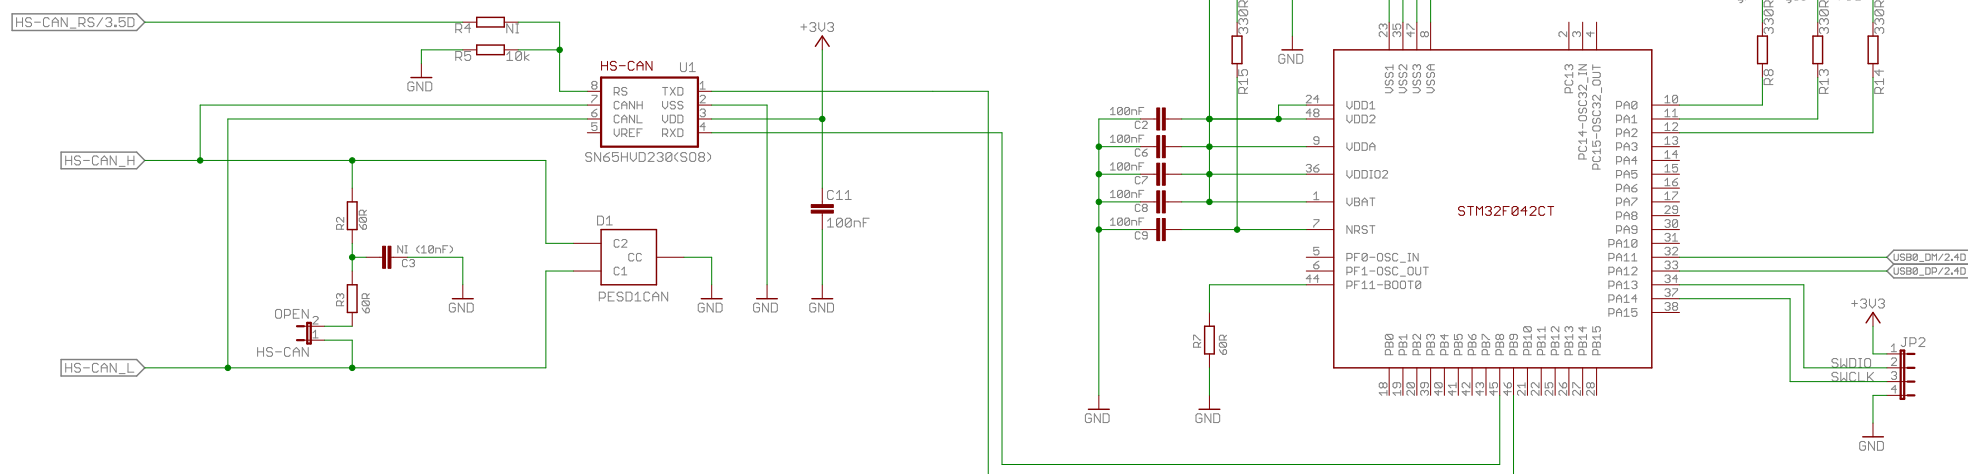 HS-CAN_RS/3.5D
R4
NI
R5
10k
GND
HS-CAN
U1
8
RS
TXD
1
7
CANH
VSS
2
6
CANL
VDD
3
5
VREF
RXD
4
SN65HVD230(SO8)
+3V3
C11
100nF
GND
GND
HS-CAN_H
R2
60R
NI (10nF)
C3
GND
R3
60R
OPEN
2
1
HS-CAN
HS-CAN_L
D1
C2
CC
C1
PESD1CAN
GND
330R
R15
GND
100nF
C2
100nF
C6
100nF
C7
100nF
C8
100nF
C9
GND
R7
60R
GND
23
35
47
8
VSS1
VSS2
VSS3
VSSA
2
3
4
PC13
PC14-OSC32_IN
PC15-OSC32_OUT
24
VDD1
48
VDD2
9
VDDA
36
VDDIO2
1
VBAT
7
NRST
5
PF0-OSC_IN
6
PF1-OSC_OUT
44
PF11-BOOT0
STM32F042CT
PA0
10
PA1
11
PA2
12
PA3
13
PA4
14
PA5
15
PA6
16
PA7
17
PA8
29
PA9
30
PA10
31
PA11
32
PA12
33
PA13
34
PA14
37
PA15
38
PB0
PB1
PB2
PB3
PB4
PB5
PB6
PB7
PB8
PB9
PB10
PB11
PB12
PB13
PB14
PB15
18
19
20
39
40
41
42
43
45
46
21
22
25
26
27
28
330R
R8
330R
R13
330R
R14
USB0_DM/2.4D
USB0_DP/2.4D
+3V3
JP2
1
SWDIO
2
SWCLK
3
4
GND